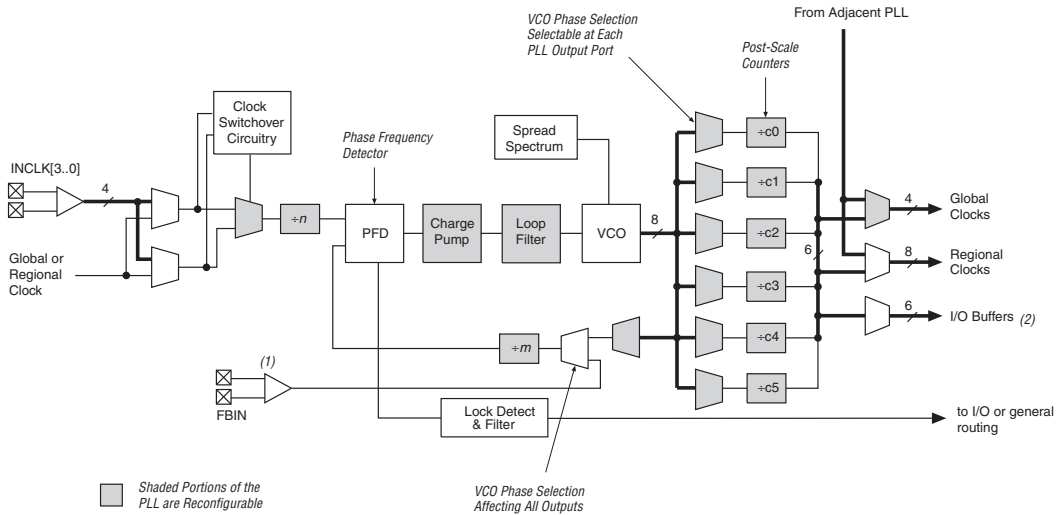 From Adjacent PLL
VCO Phase Selection
Selectable at Each
PLL Output Port
Post-Scale
Counters
Clock
Switchover
Circuitry
Phase Frequency
Detector
Spread
Spectrum
÷c0
INCLK[3..0]
4
÷c1
4
Global
Clocks
÷n
PFD
Charge
Pump
Loop
Filter
VCO
8
÷c2
6
8
Regional
Clocks
Global or
Regional
Clock
÷c3
6
I/O Buffers (2)
÷m
÷c4
(1)
÷c5
FBIN
Lock Detect
& Filter
to I/O or general
routing
Shaded Portions of the
PLL are Reconfigurable
VCO Phase Selection
Affecting All Outputs